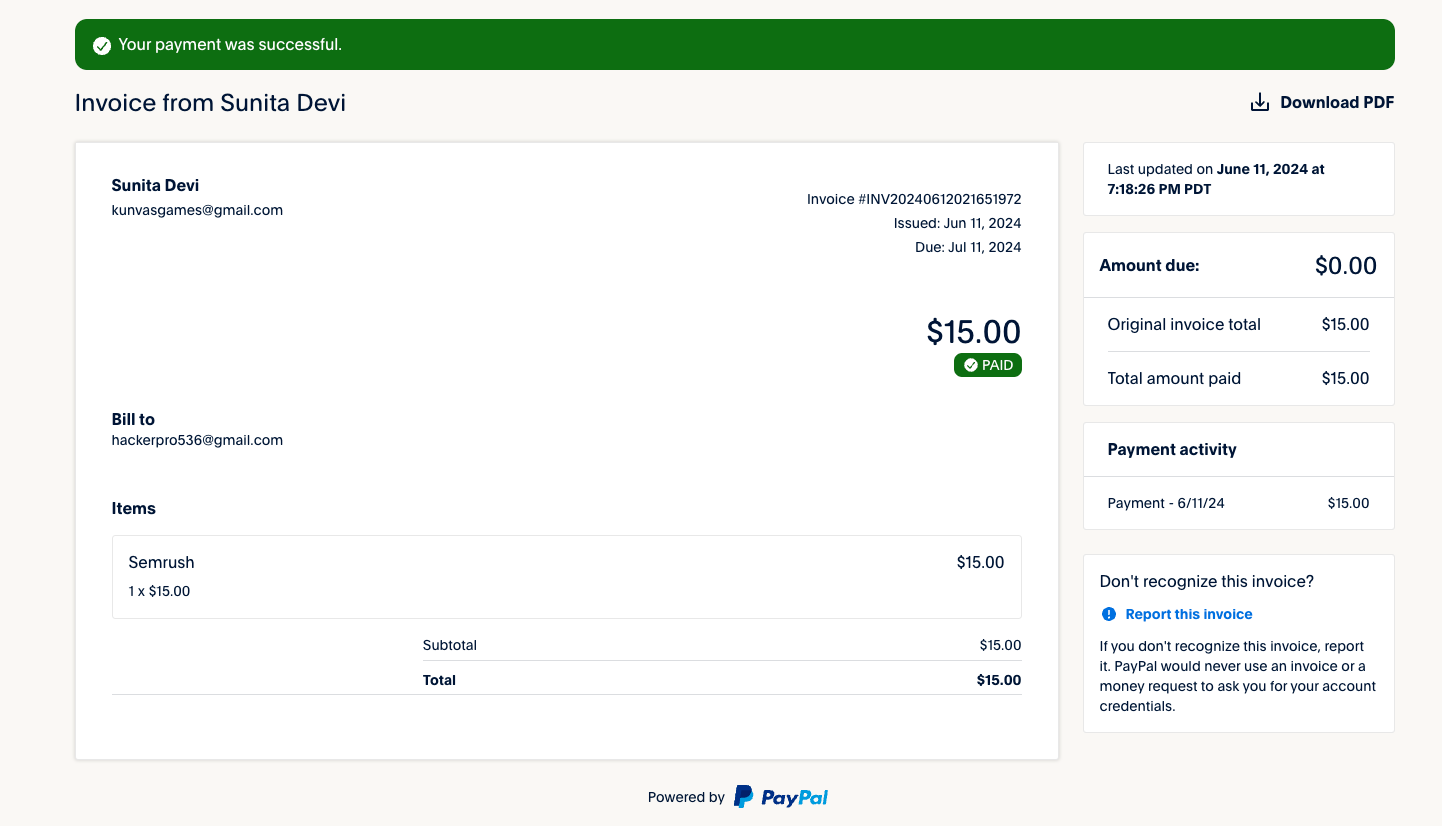 Your payment was successful.
Invoice from Sunita Devi
Download PDF
Sunita Devi
kunvasgames@gmail.com
Invoice #INV20240612021651972
Issued: Jun 11, 2024
Due: Jul 11, 2024
$15.00
PAID
Bill to
hackerpro536@gmail.com
Items
Semrush $15.00
1 x $15.00
Subtotal $15.00
Total $15.00
Last updated on June 11, 2024 at
7:18:26 PM PDT
Amount due: $0.00
Original invoice total $15.00
Total amount paid $15.00
Payment activity
Payment - 6/11/24 $15.00
Don't recognize this invoice?
Report this invoice
If you don't recognize this invoice, report
it. PayPal would never use an invoice or a
money request to ask you for your account
credentials.
Powered by PayPal